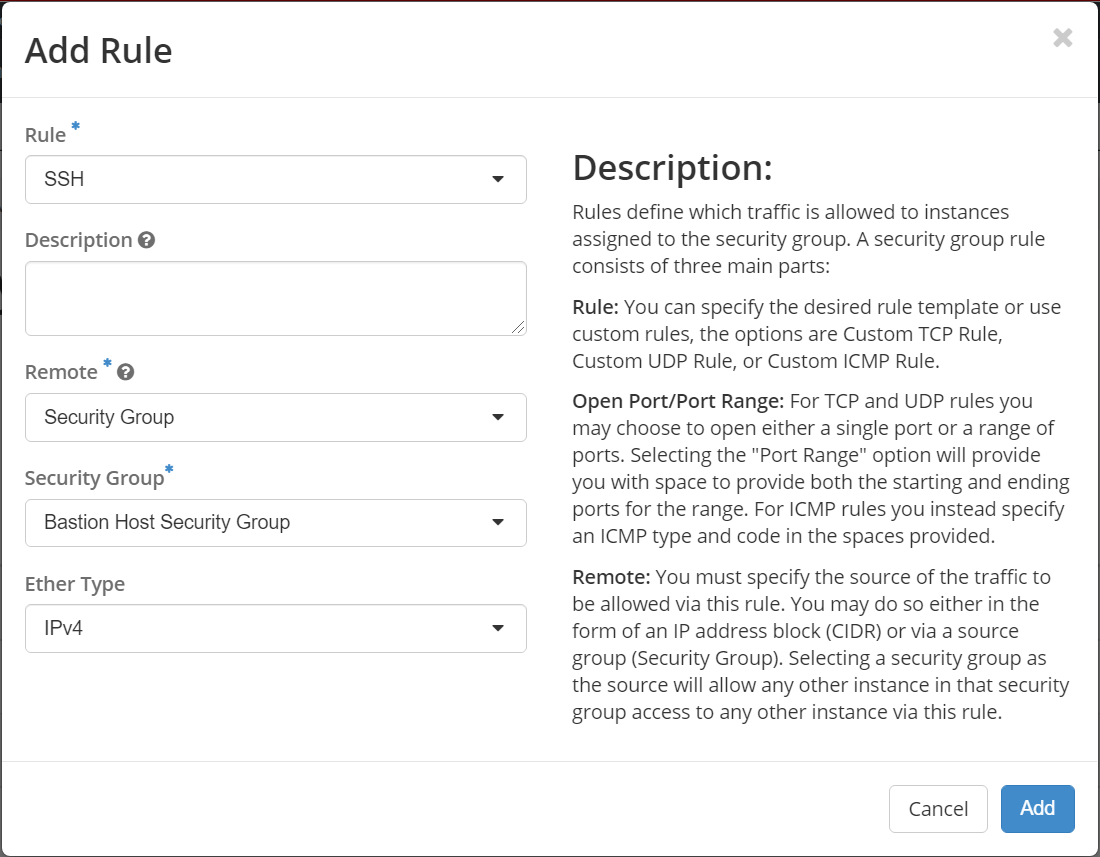 Add Rule
Rule *
SSH
Description
Remote *
Security Group
Security Group*
Bastion Host Security Group
Ether Type
IPv4
Description:
Rules define which traffic is allowed to instances
assigned to the security group. A security group rule
consists of three main parts:
Rule: You can specify the desired rule template or use
custom rules, the options are Custom TCP Rule,
Custom UDP Rule, or Custom ICMP Rule.
Open Port/Port Range: For TCP and UDP rules you
may choose to open either a single port or a range of
ports. Selecting the "Port Range" option will provide
you with space to provide both the starting and ending
ports for the range. For ICMP rules you instead specify
an ICMP type and code in the spaces provided.
Remote: You must specify the source of the traffic to
be allowed via this rule. You may do so either in the
form of an IP address block (CIDR) or via a source
group (Security Group). Selecting a security group as
the source will allow any other instance in that security
group access to any other instance via this rule.
Cancel
Add